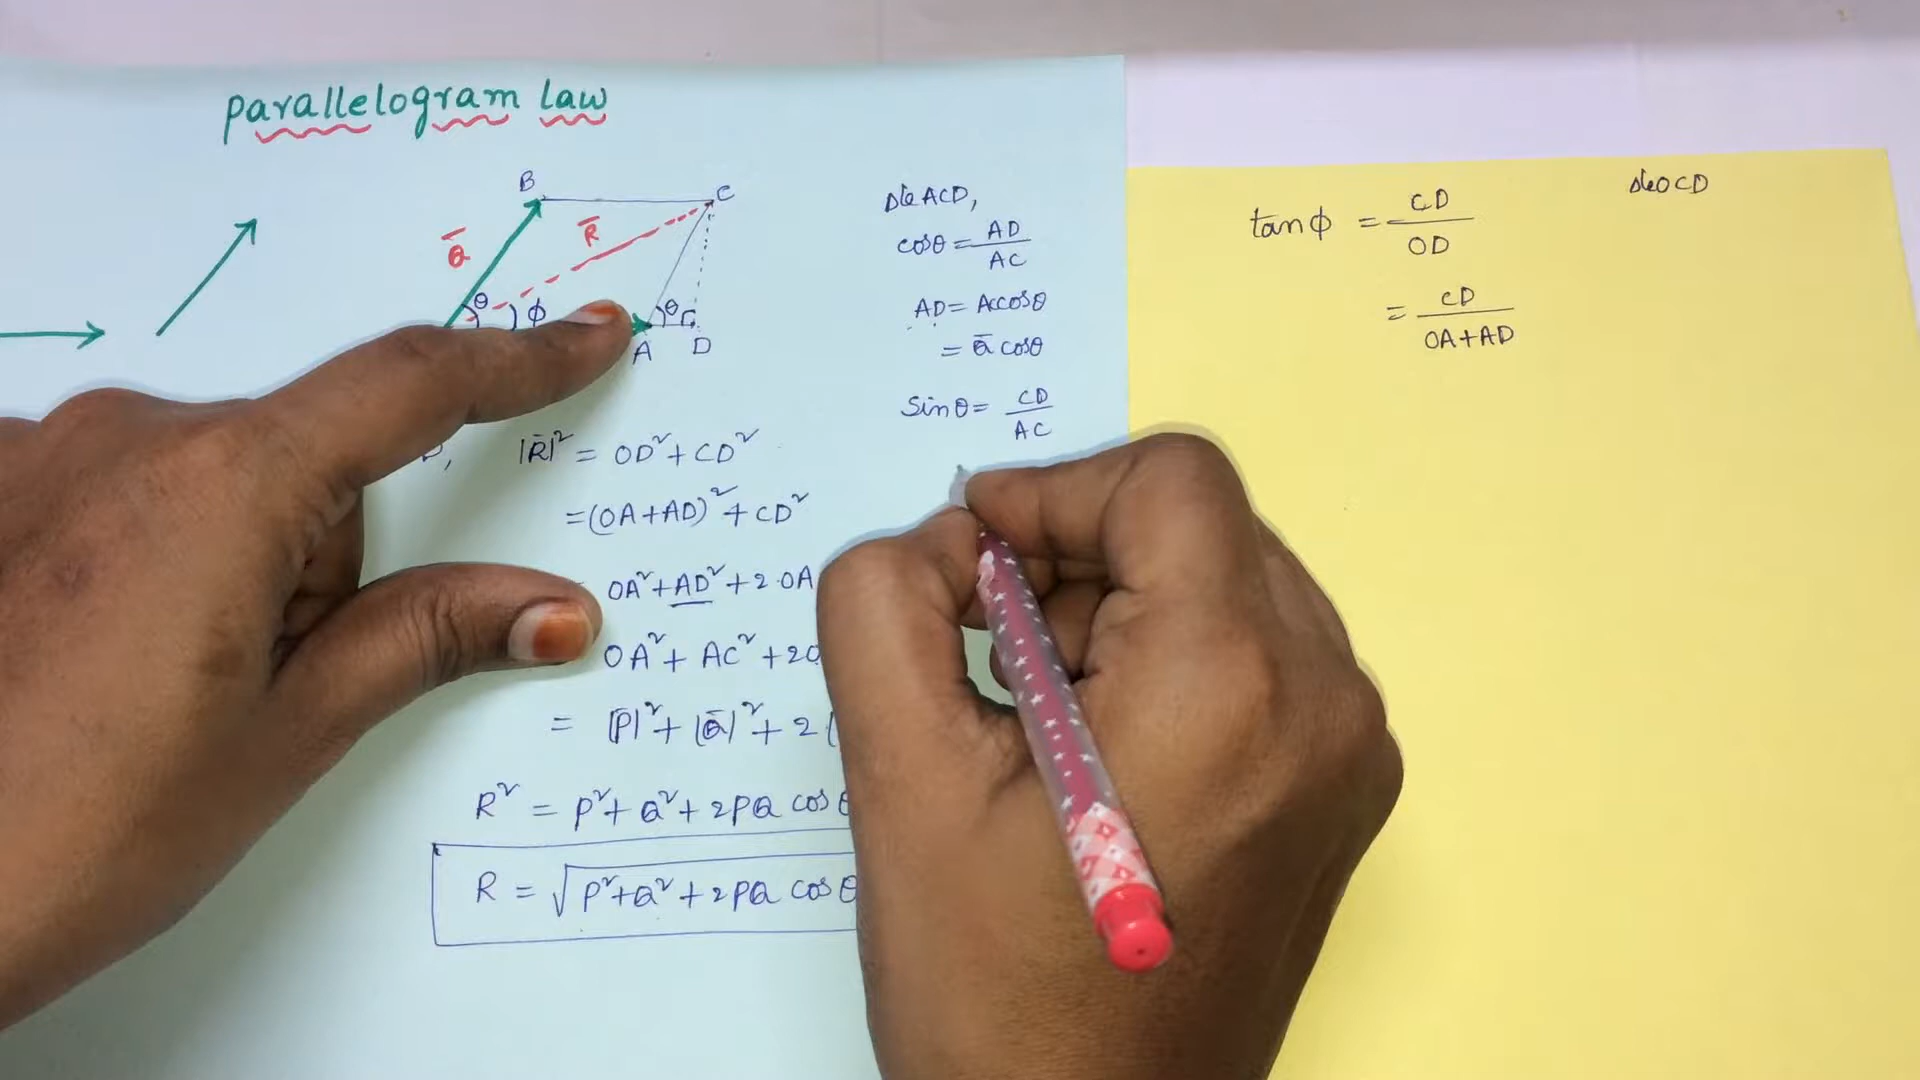 parallelogram law
B
C
Q̄
R̄
θ
ϕ
θ
A
D
Δle ACD,
cosθ = AD/AC
AD = ACcosθ
= Q̄ cosθ
Sinθ = CD/AC
|R̄|² = OD² + CD²
= (OA+AD)² + CD²
OA² + AD² + 2 OA
OA² + AC² + 2O
= |P̄|² + |Q̄|² + 2 |
R² = P² + Q² + 2PQ cos θ
R = √P²+Q² + 2PQ cos θ
Δle OCD
tanϕ = CD/OD
= CD/OA+AD